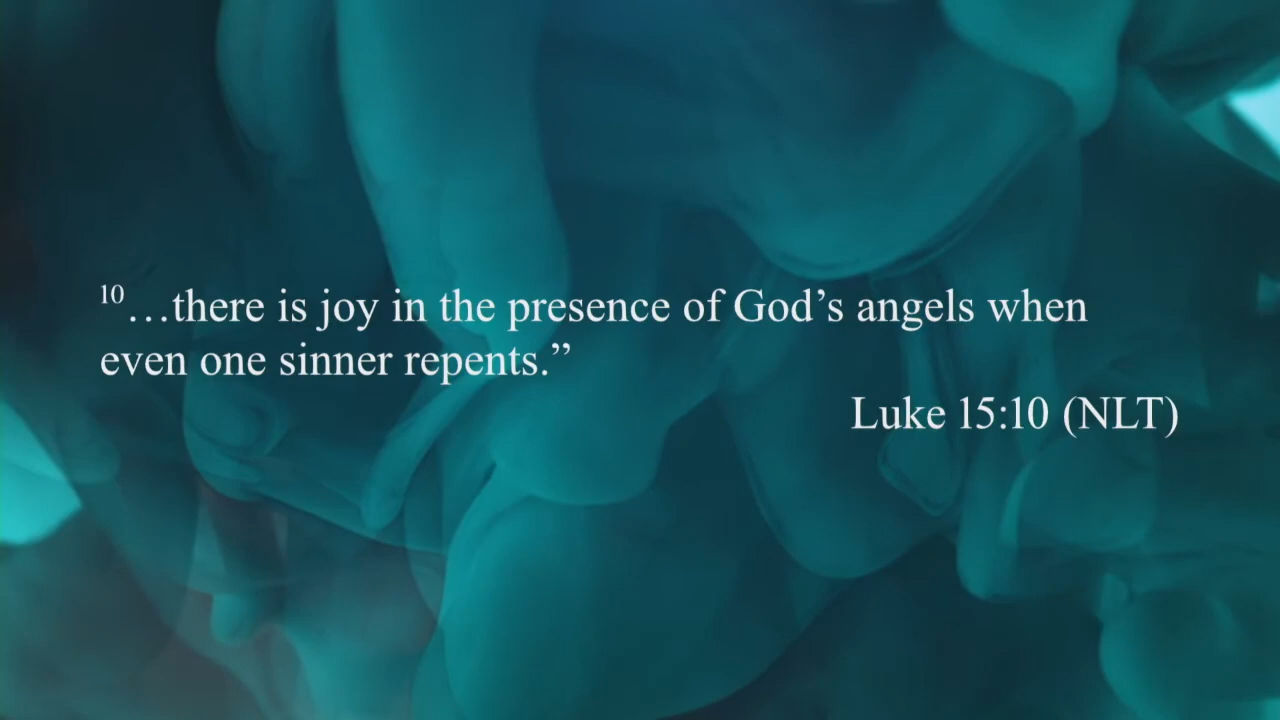 10…there is joy in the presence of God’s angels when
even one sinner repents.”
Luke 15:10 (NLT)